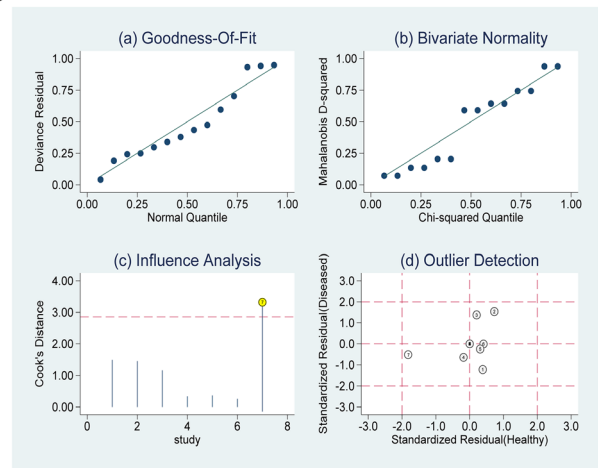 (a) Goodness-Of-Fit
Deviance Residual
1.00
0.75
0.50
0.25
0.00
0.00 0.25 0.50 0.75 1.00
Normal Quantile
(b) Bivariate Normality
Mahalanobis D-squared
1.00
0.75
0.50
0.25
0.00
0.00 0.25 0.50 0.75 1.00
Chi-squared Quantile
(c) Influence Analysis
Cook's Distance
4.00
3.00
2.00
1.00
0.00
7
0 2 4 6 8
study
(d) Outlier Detection
Standardized Residual(Diseased)
3.0
2.0
1.0
0.0
-1.0
-2.0
-3.0
-3.0 -2.0 -1.0 0.0 1.0 2.0 3.0
Standardized Residual(Healthy)